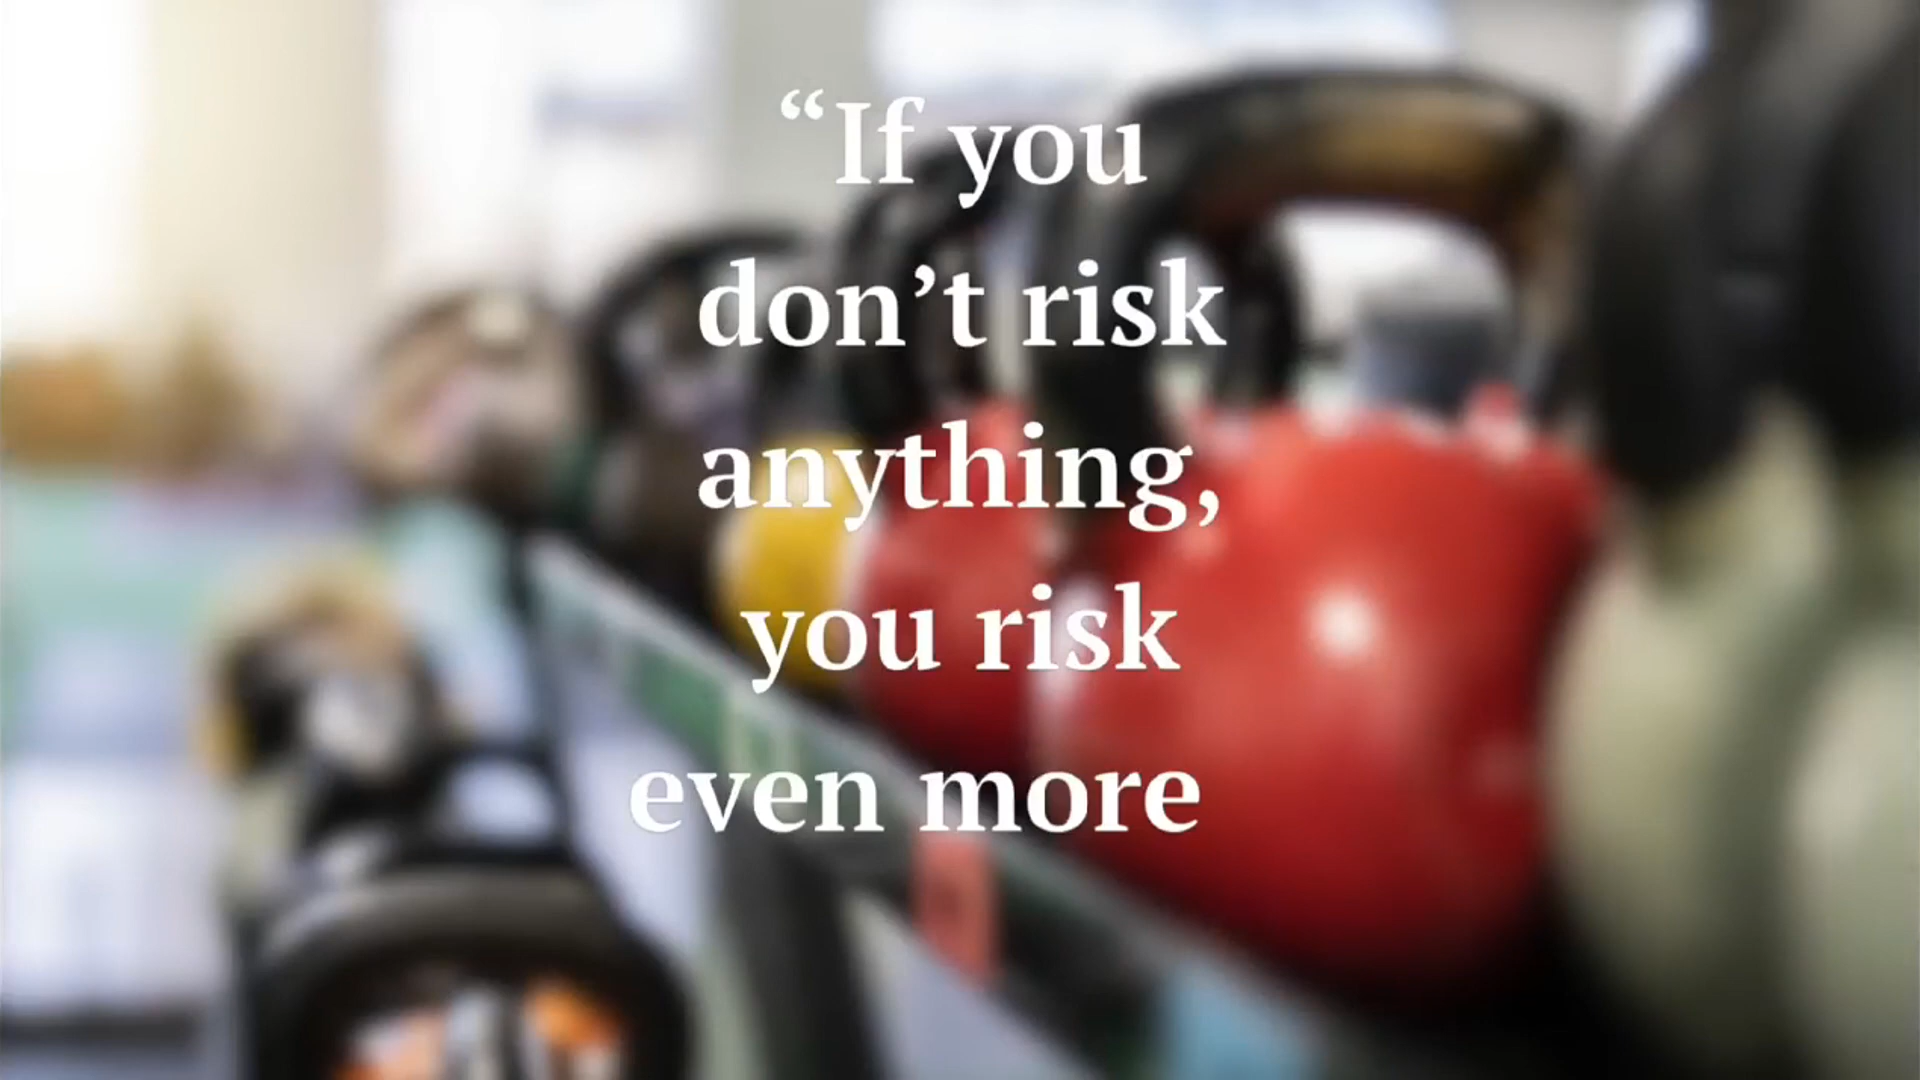 “If you
don’t risk
anything,
you risk
even more